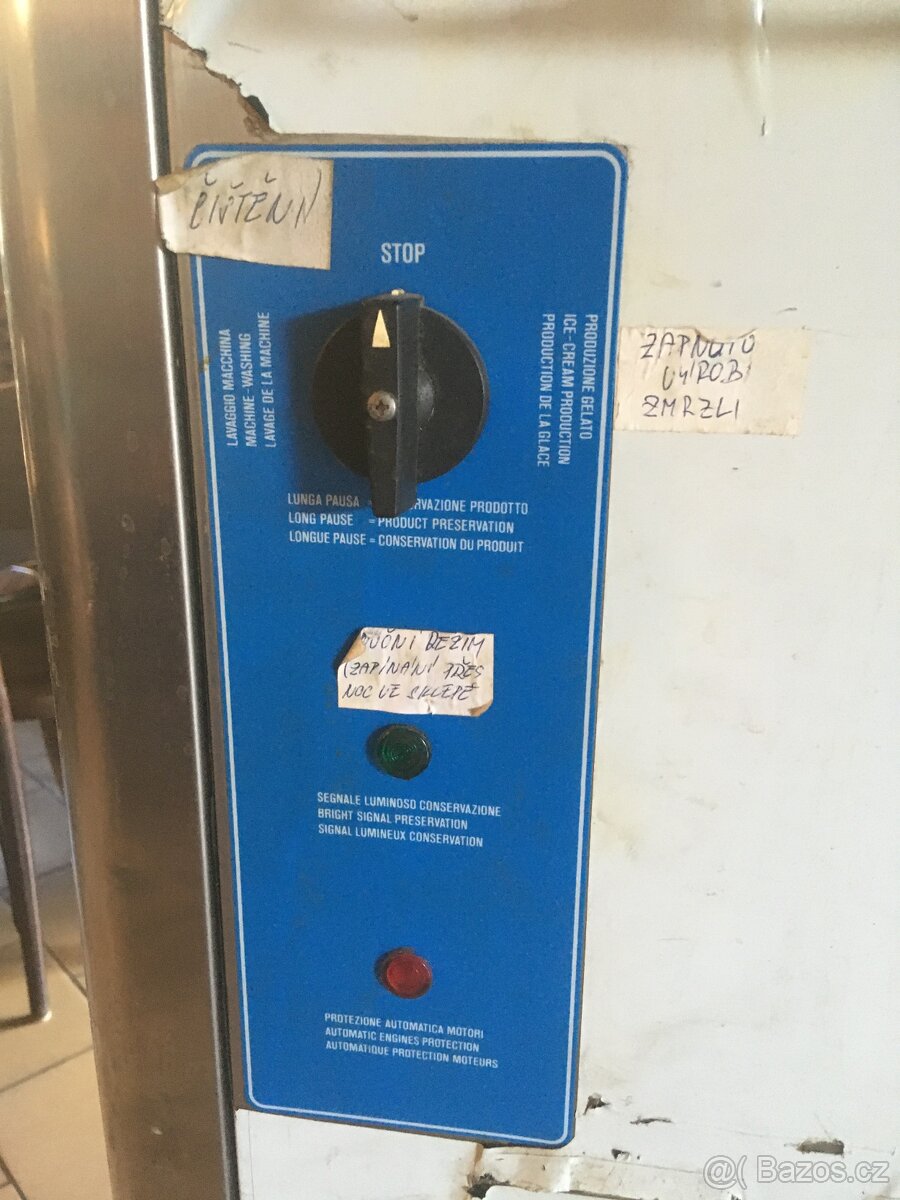 ČIŠTĚNÍ
STOP
LAVAGGIO MACCHINA
MACHINE-WASHING
LAVAGE DE LA MACHINE
PRODUZIONE GELATO
ICE-CREAM PRODUCTION
PRODUCTION DE LA GLACE
ZAPNUTO
VÝROBA
ZMRZLI
LUNGA PAUSA = PRODOTTO
LONG PAUSE = PRODUCT PRESERVATION
LONGUE PAUSE = CONSERVATION DU PRODUIT
REZIM
(ZAPÍNÁNÍ PŘES
NOC VE SKLEPĚ
SEGNALE LUMINOSO CONSERVAZIONE
BRIGHT SIGNAL PRESERVATION
SIGNAL LUMINEUX CONSERVATION
PROTEZIONE AUTOMATICA MOTORI
AUTOMATIC ENGINES PROTECTION
AUTOMATIQUE PROTECTION MOTEURS
@( Bazos.cz